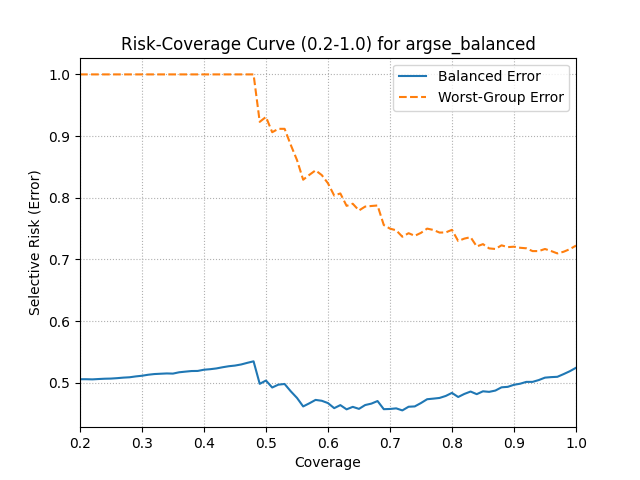 Risk-Coverage Curve (0.2-1.0) for argse_balanced
Balanced Error
Worst-Group Error
Selective Risk (Error)
1.0
0.9
0.8
0.7
0.6
0.5
0.2 0.3 0.4 0.5 0.6 0.7 0.8 0.9 1.0
Coverage